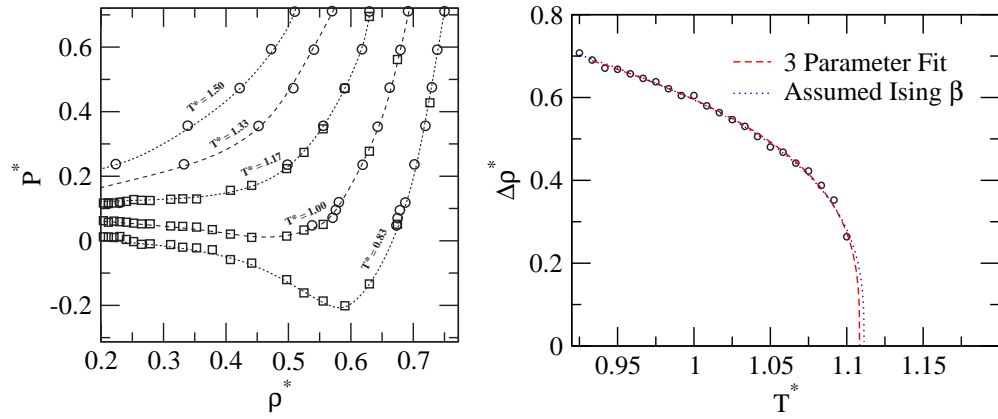 0.6
0.4
0.2
0
-0.2
P*
T* = 1.50
T* = 1.33
T* = 1.17
T* = 1.00
T* = 0.83
0.2 0.3 0.4 0.5 0.6 0.7
ρ*
0.8
0.6
0.4
0.2
0
Δρ*
3 Parameter Fit
Assumed Ising β
0.95 1 1.05 1.1 1.15
T*